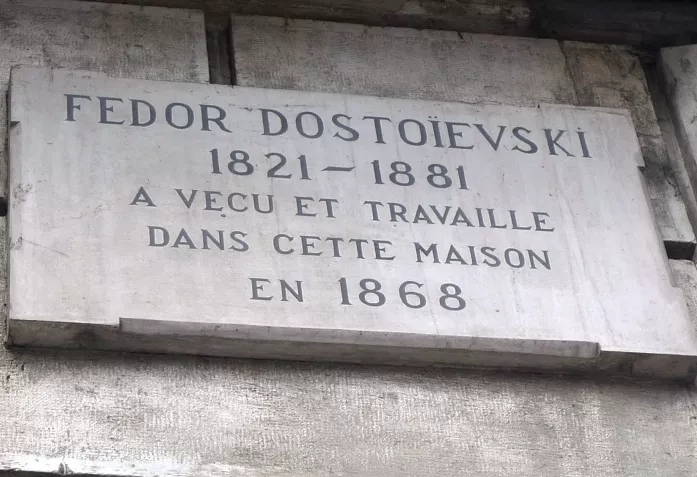 FEDOR DOSTOÏEVSKI
1821 – 1881
A VECU ET TRAVAILLE
DANS CETTE MAISON
EN 1868